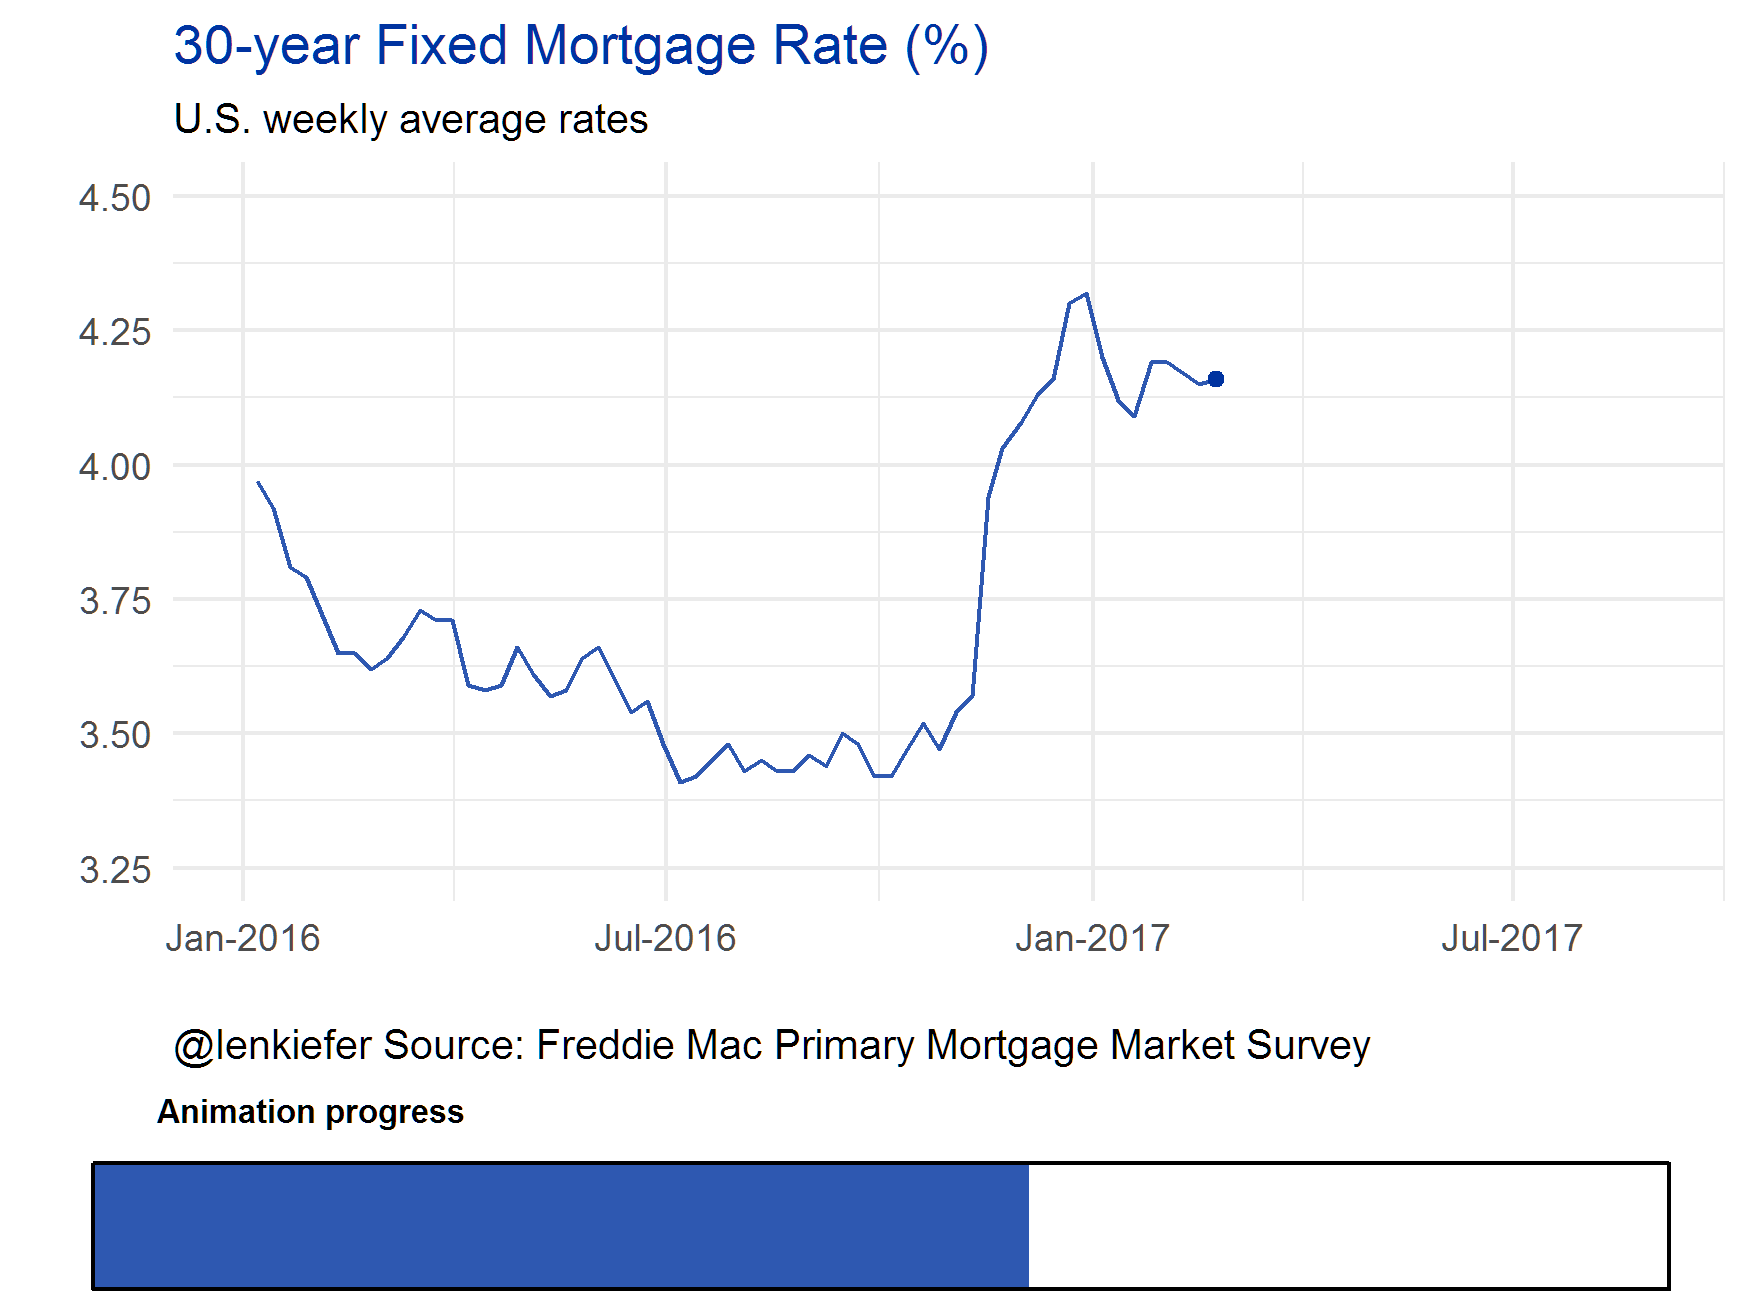 30-year Fixed Mortgage Rate (%)
U.S. weekly average rates
4.50
4.25
4.00
3.75
3.50
3.25
Jan-2016 Jul-2016 Jan-2017 Jul-2017
@lenkiefer Source: Freddie Mac Primary Mortgage Market Survey
Animation progress